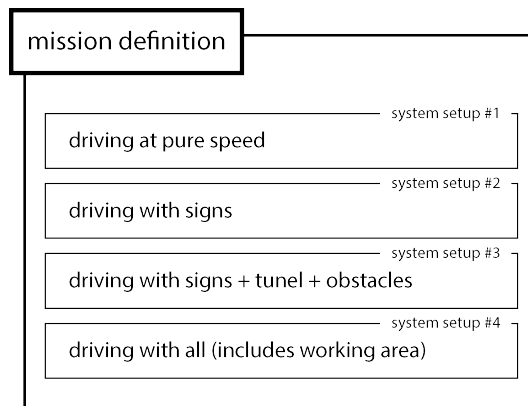 mission definition
system setup #1
driving at pure speed
system setup #2
driving with signs
system setup #3
driving with signs + tunel + obstacles
system setup #4
driving with all (includes working area)